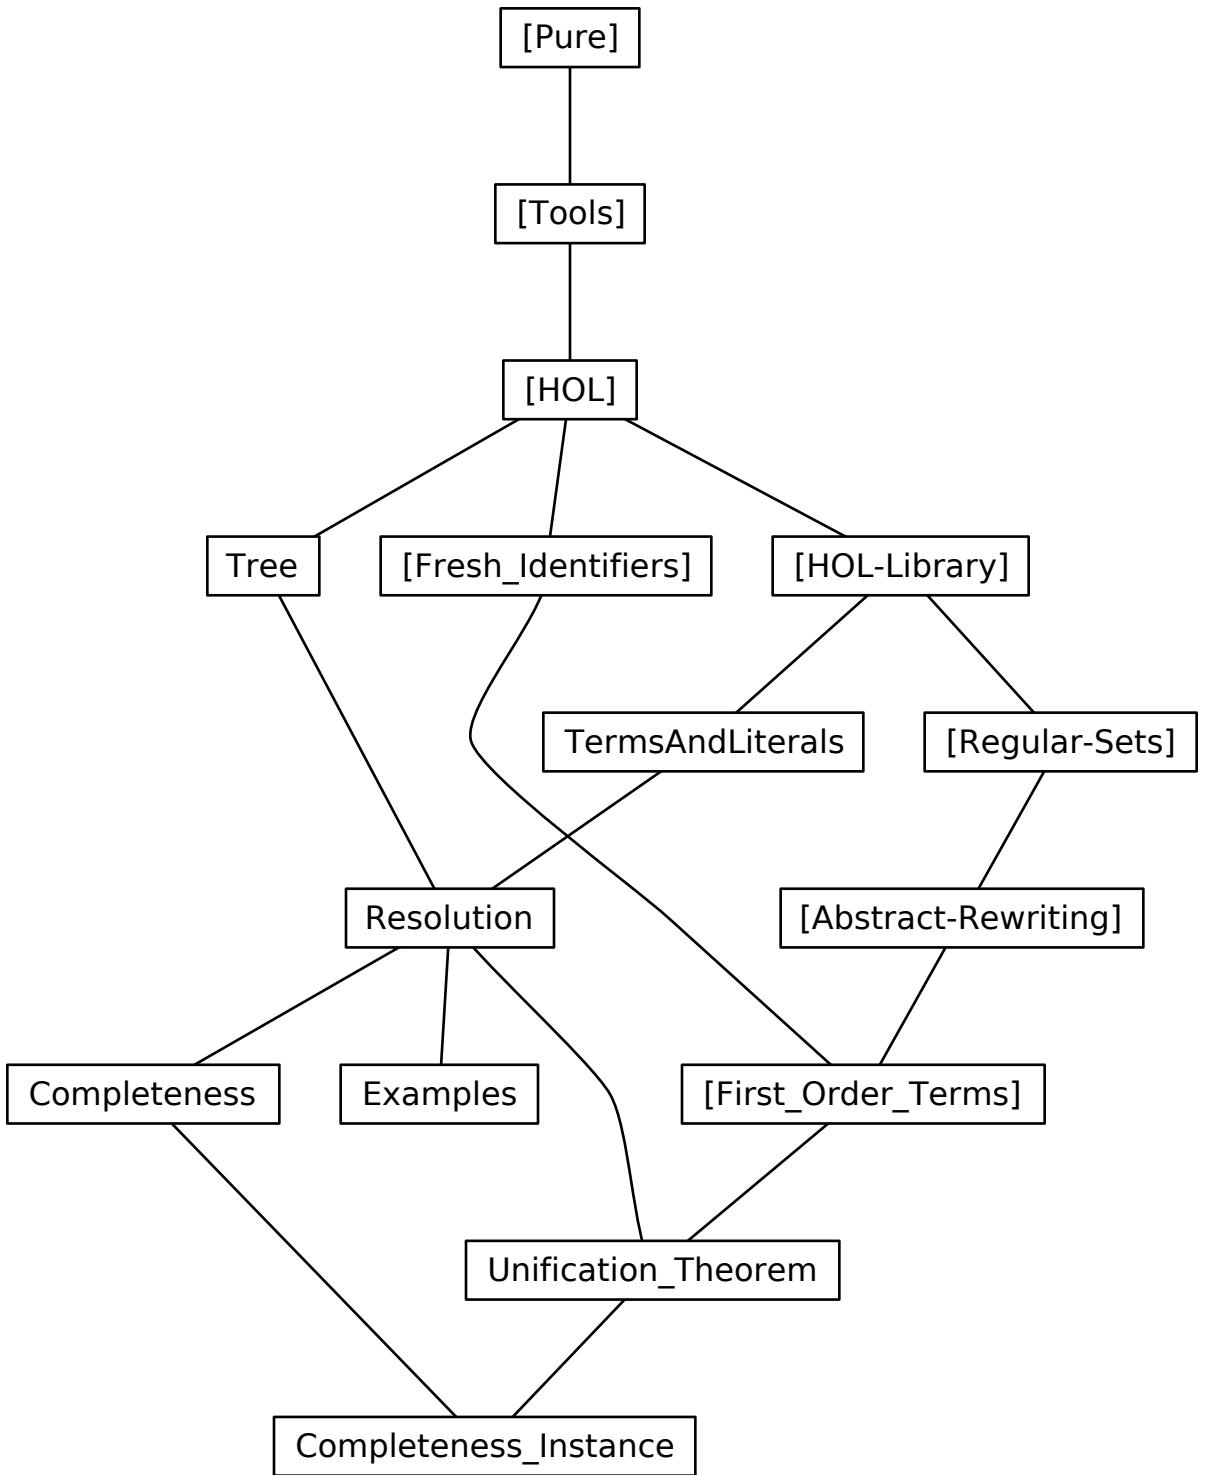 [Pure]
[Tools]
[HOL]
Tree
[Fresh_Identifiers]
[HOL-Library]
TermsAndLiterals
[Regular-Sets]
Resolution
[Abstract-Rewriting]
Completeness
Examples
[First_Order_Terms]
Unification_Theorem
Completeness_Instance